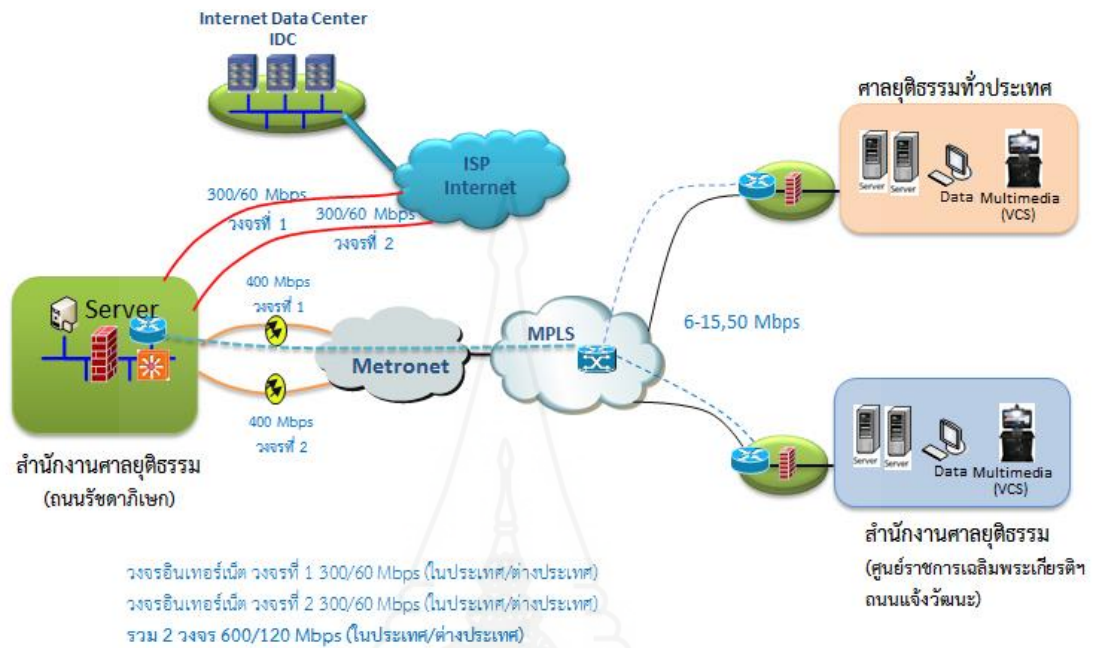 Internet Data Center
IDC
ISP
Internet
300/60 Mbps
วงจรที่ 1
300/60 Mbps
วงจรที่ 2
ศาลยุติธรรมทั่วประเทศ
Server
Server
Data
Multimedia
(VCS)
Server
400 Mbps
วงจรที่ 1
Metronet
MPLS
6-15,50 Mbps
400 Mbps
วงจรที่ 2
สำนักงานศาลยุติธรรม
(ถนนรัชดาภิเษก)
Server
Server
Data
Multimedia
(VCS)
สำนักงานศาลยุติธรรม
(ศูนย์ราชการเฉลิมพระเกียรติฯ
ถนนแจ้งวัฒนะ)
วงจรอินเทอร์เน็ต วงจรที่ 1 300/60 Mbps (ในประเทศ/ต่างประเทศ)
วงจรอินเทอร์เน็ต วงจรที่ 2 300/60 Mbps (ในประเทศ/ต่างประเทศ)
รวม 2 วงจร 600/120 Mbps (ในประเทศ/ต่างประเทศ)